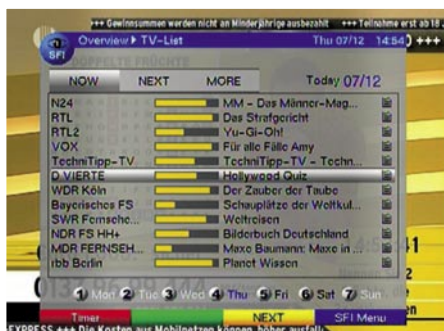 +++ Gewinnsummen werden nicht an Minderjährige ausbezahlt +++ Teilnahme erst ab 18
SFI Overview TV-List Thu 07/12 14:54 ) +++
DOPPELTE FRÜCHTE
NOW NEXT MORE Today 07/12
N24 MM - Das Männer-Mag...
RTL Das Strafgericht
RTL2 Yu-Gi-Oh!
VOX Für alle Fälle Amy
TechniTipp-TV TechniTipp-TV - Techn...
D VIERTE Hollywood Quiz
WDR Köln Der Zauber der Taube
Bayerisches FS Schauplätze der Weltkul...
SWR Fernsehe... Weltreisen
NDR FS HH+ Bilderbuch Deutschland
MDR FERNSEH... Maxe Baumann: Maxe in ...
rbb Berlin Planet Wissen
1 Mon 2 Tue 3 Wed 4 Thu 5 Fri 6 Sat 7 Sun
Timer NEXT SFI Menu
EXPRESS +++ Die Kosten aus Mobilnetzen können höher ausfall